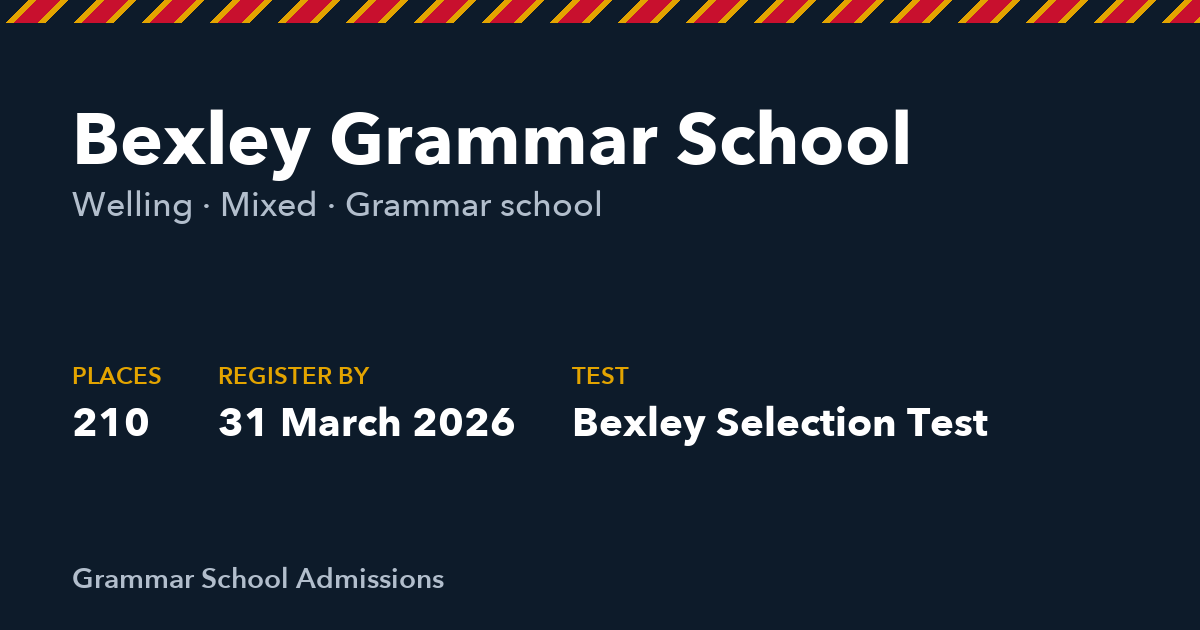 Bexley Grammar School
Welling · Mixed · Grammar school
PLACES
210
REGISTER BY
31 March 2026
TEST
Bexley Selection Test
Grammar School Admissions